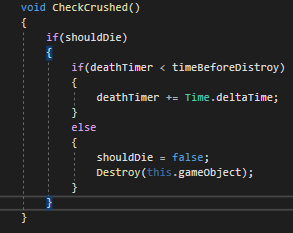 void CheckCrushed()
{
if(shouldDie)
{
if(deathTimer < timeBeforeDistroy)
{
deathTimer += Time.deltaTime;
}
else
{
shouldDie = false;
Destroy(this.gameObject);
}
}
}